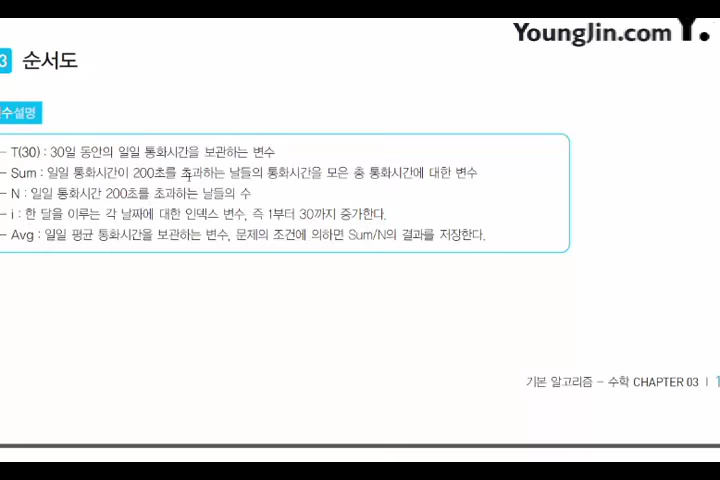 YoungJin.com Y.
3 순서도
수설명
- T(30) : 30일 동안의 일일 통화시간을 보관하는 변수
- Sum : 일일 통화시간이 200초를 초과하는 날들의 통화시간을 모은 총 통화시간에 대한 변수
- N : 일일 통화시간 200초를 초과하는 날들의 수
- i : 한 달을 이루는 각 날짜에 대한 인덱스 변수, 즉 1부터 30까지 증가한다.
- Avg : 일일 평균 통화시간을 보관하는 변수, 문제의 조건에 의하면 Sum/N의 결과를 저장한다.
기본 알고리즘 - 수학 CHAPTER 03 | 1